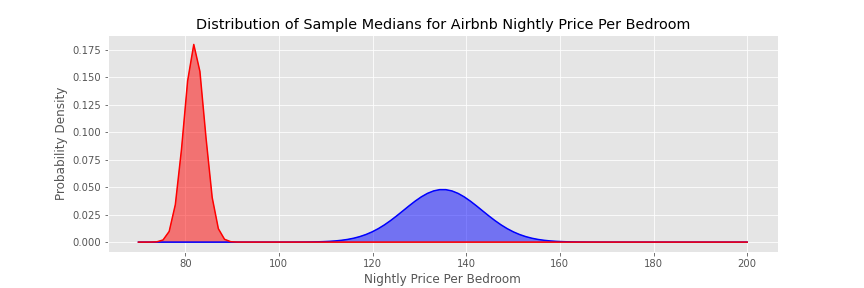 Distribution of Sample Medians for Airbnb Nightly Price Per Bedroom
0.175
0.150
0.125
0.100
0.075
0.050
0.025
0.000
Probability Density
80 100 120 140 160 180 200
Nightly Price Per Bedroom